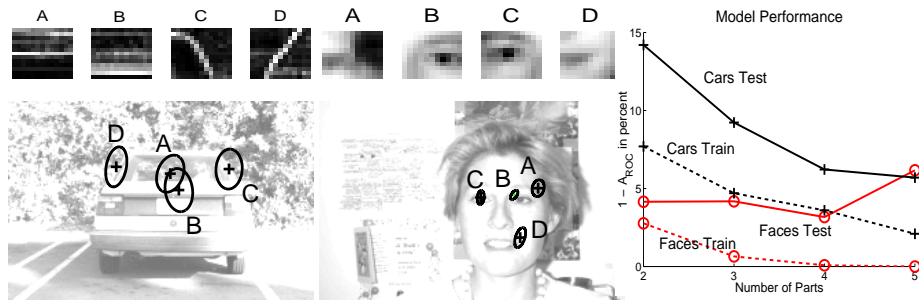 A B C D A B C D
D A C B
C B A D
Model Performance
15
10
5
0
1 − A_ROC in percent
Cars Test
Cars Train
Faces Test
Faces Train
2 3 4 5
Number of Parts